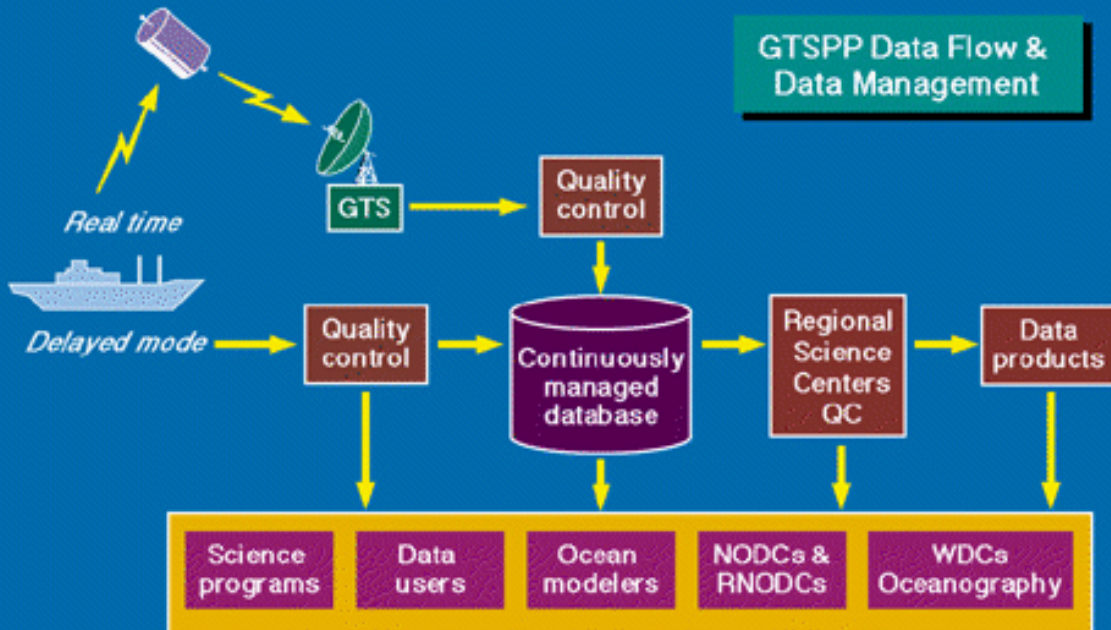 GTSPP Data Flow &
Data Management
Real time
GTS
Quality
control
Delayed mode
Quality
control
Continuously
managed
database
Regional
Science
Centers
QC
Data
products
Science
programs
Data
users
Ocean
modelers
NODCs &
RNODCs
WDCs
Oceanography